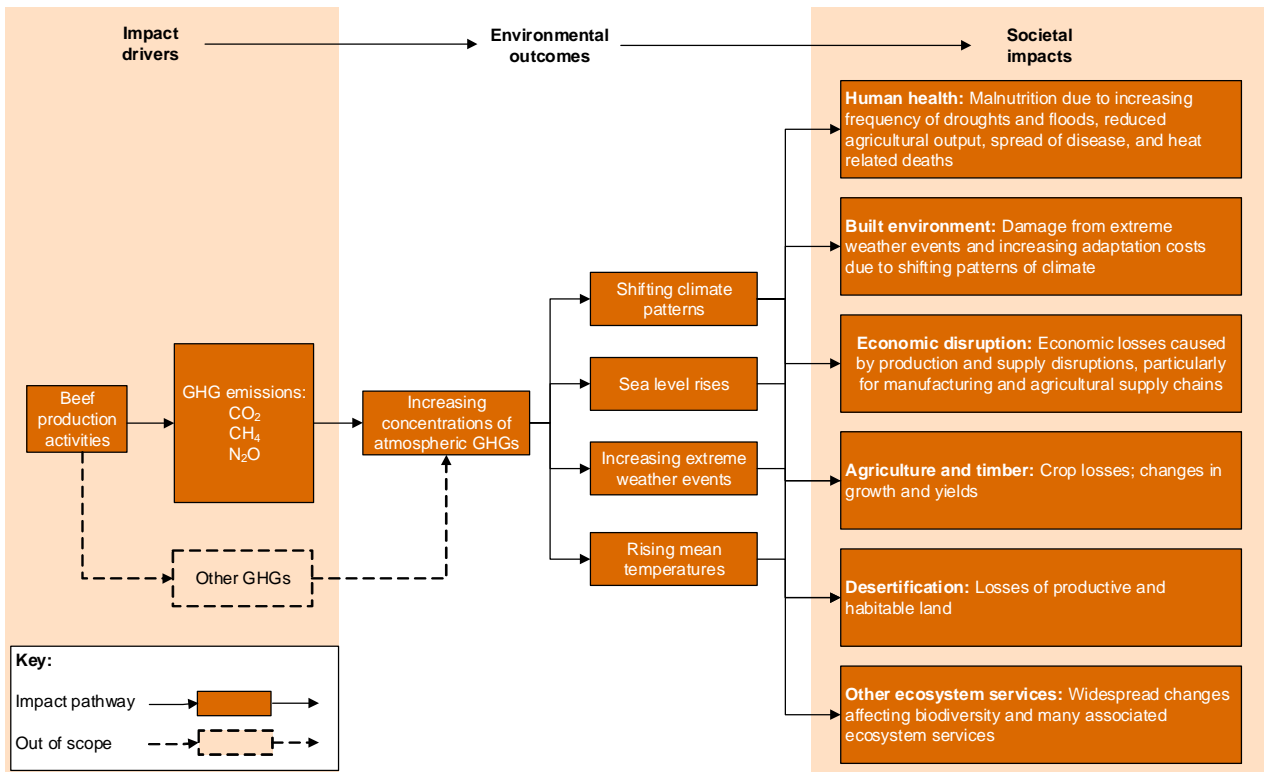 Impact
drivers
Environmental
outcomes
Societal
impacts
Beef
production
activities
GHG emissions:
CO₂
CH₄
N₂O
Other GHGs
Increasing
concentrations of
atmospheric GHGs
Shifting climate
patterns
Sea level rises
Increasing extreme
weather events
Rising mean
temperatures
Human health: Malnutrition due to increasing
frequency of droughts and floods, reduced
agricultural output, spread of disease, and heat
related deaths
Built environment: Damage from extreme
weather events and increasing adaptation costs
due to shifting patterns of climate
Economic disruption: Economic losses caused
by production and supply disruptions, particularly
for manufacturing and agricultural supply chains
Agriculture and timber: Crop losses; changes in
growth and yields
Desertification: Losses of productive and
habitable land
Other ecosystem services: Widespread changes
affecting biodiversity and many associated
ecosystem services
Key:
Impact pathway
Out of scope